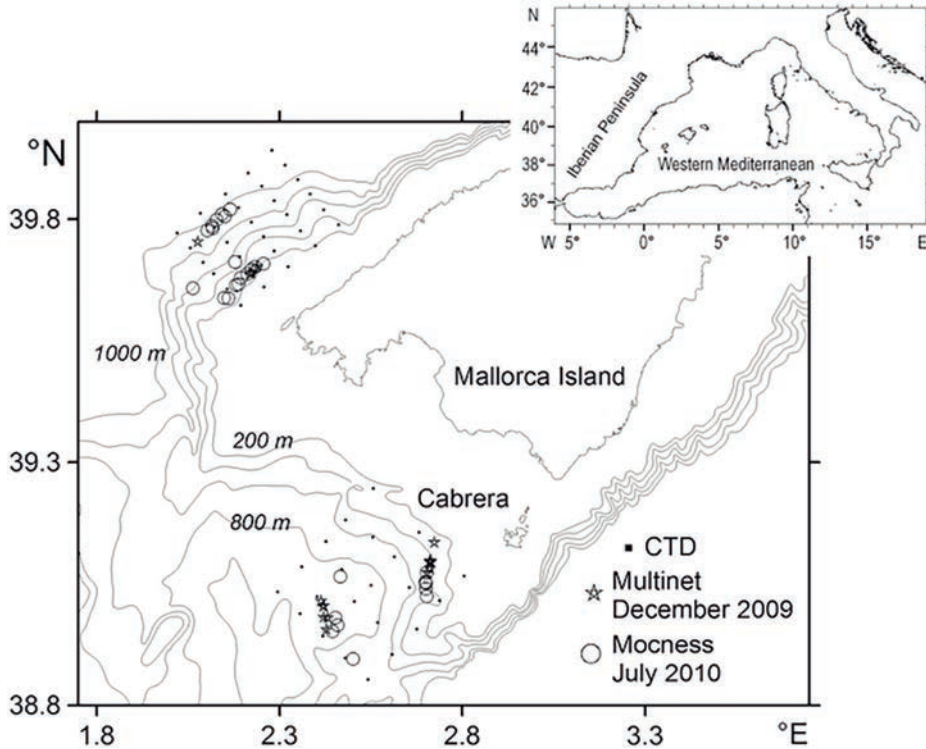 N
44°
42°
40°
38°
36°
W 5° 0° 5° 10° 15° E
Iberian Peninsula
Western Mediterranean
°N
39.8
39.3
38.8
1000 m
Mallorca Island
200 m
Cabrera
800 m
CTD
Multinet
December 2009
Mocness
July 2010
1.8 2.3 2.8 3.3 °E